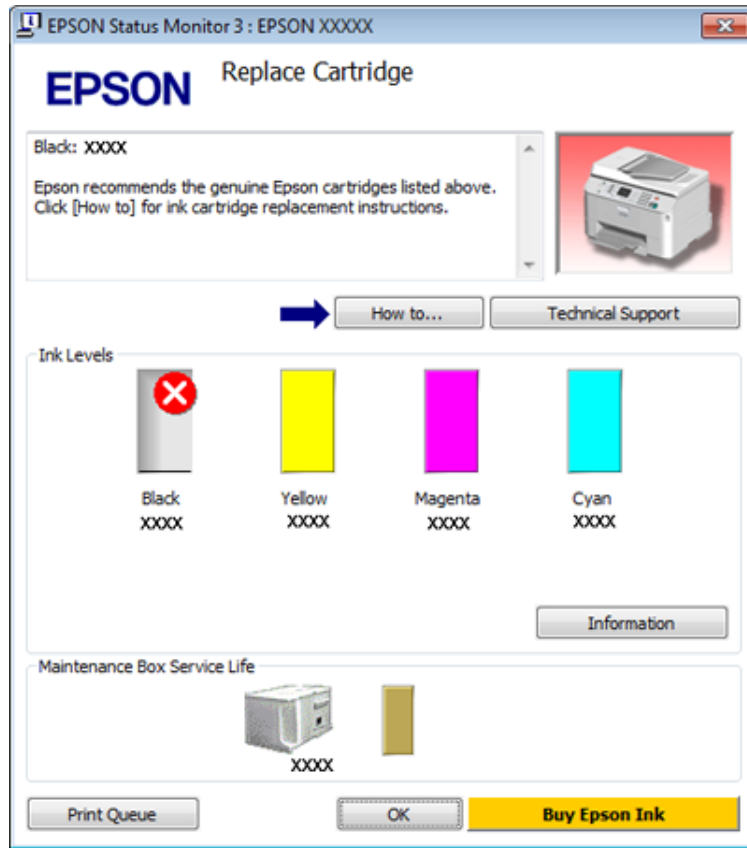 EPSON Status Monitor 3 : EPSON XXXXX
EPSON
Replace Cartridge
Black: XXXX
Epson recommends the genuine Epson cartridges listed above.
Click [How to] for ink cartridge replacement instructions.
How to...
Technical Support
Ink Levels
Black Yellow Magenta Cyan
XXXX XXXX XXXX XXXX
Information
Maintenance Box Service Life
XXXX
Print Queue OK Buy Epson Ink